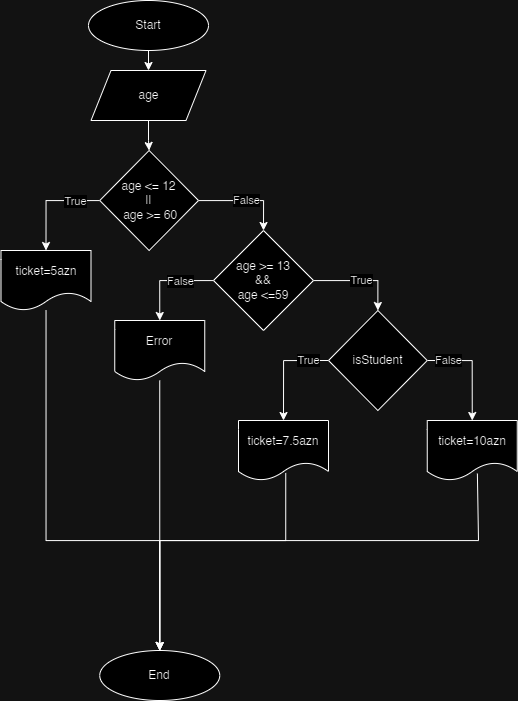 Start
age
age <= 12
||
age >= 60
True
False
ticket=5azn
age >= 13
&&
age <=59
False
True
Error
isStudent
True
False
ticket=7.5azn
ticket=10azn
End